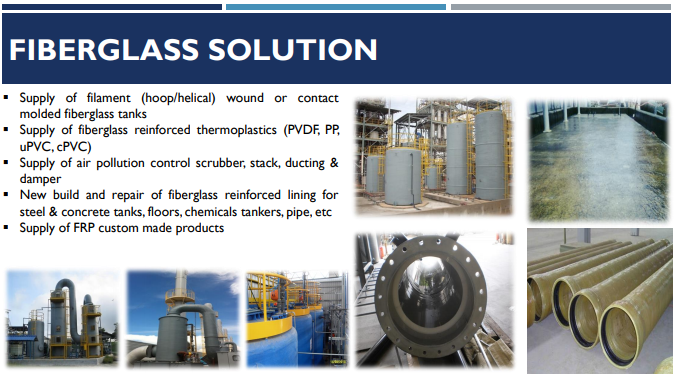 FIBERGLASS SOLUTION
▪ Supply of filament (hoop/helical) wound or contact
molded fiberglass tanks
▪ Supply of fiberglass reinforced thermoplastics (PVDF, PP,
uPVC, cPVC)
▪ Supply of air pollution control scrubber, stack, ducting &
damper
▪ New build and repair of fiberglass reinforced lining for
steel & concrete tanks, floors, chemicals tankers, pipe, etc
▪ Supply of FRP custom made products